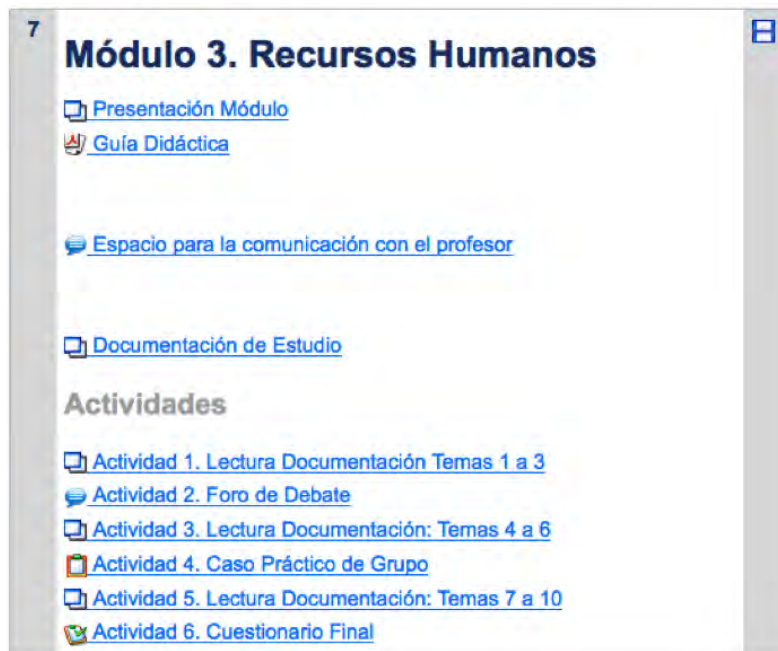 7
Módulo 3. Recursos Humanos
Presentación Módulo
Guía Didáctica
Espacio para la comunicación con el profesor
Documentación de Estudio
Actividades
Actividad 1. Lectura Documentación Temas 1 a 3
Actividad 2. Foro de Debate
Actividad 3. Lectura Documentación: Temas 4 a 6
Actividad 4. Caso Práctico de Grupo
Actividad 5. Lectura Documentación: Temas 7 a 10
Actividad 6. Cuestionario Final